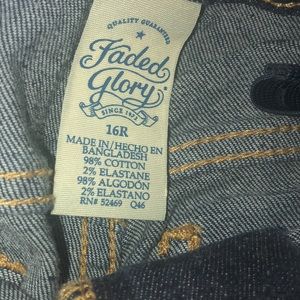 QUALITY GUARANTEED
Faded
Glory
SINCE 1972
16R
MADE IN/HECHO EN
BANGLADESH
98% COTTON
2% ELASTANE
98% ALGODÓN
2% ELASTANO
RN# 52469 Q46